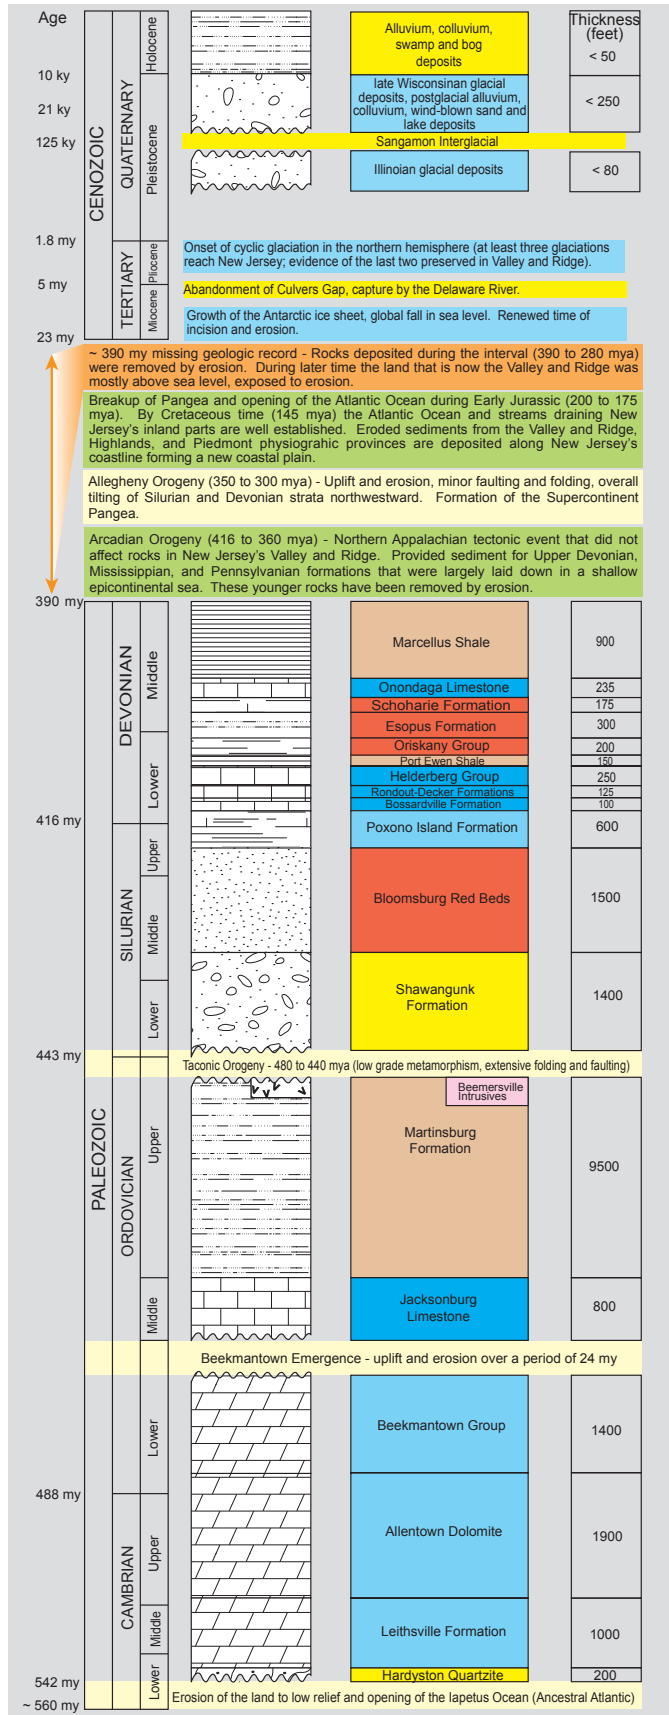 Age
Thickness
(feet)
Holocene
Alluvium, colluvium,
swamp and bog
deposits
< 50
10 ky
late Wisconsinan glacial
deposits, postglacial alluvium,
colluvium, wind-blown sand and
lake deposits
< 250
21 ky
125 ky
Sangamon Interglacial
Illinoian glacial deposits
< 80
CENOZOIC
QUATERNARY
Pleistocene
1.8 my
Onset of cyclic glaciation in the northern hemisphere (at least three glaciations
reach New Jersey; evidence of the last two preserved in Valley and Ridge).
TERTIARY
Pliocene
5 my
Abandonment of Culvers Gap, capture by the Delaware River.
Miocene
Growth of the Antarctic ice sheet, global fall in sea level. Renewed time of
incision and erosion.
23 my
~ 390 my missing geologic record - Rocks deposited during the interval (390 to 280 mya)
were removed by erosion. During later time the land that is now the Valley and Ridge was
mostly above sea level, exposed to erosion.
Breakup of Pangea and opening of the Atlantic Ocean during Early Jurassic (200 to 175
mya). By Cretaceous time (145 mya) the Atlantic Ocean and streams draining New
Jersey's inland parts are well established. Eroded sediments from the Valley and Ridge,
Highlands, and Piedmont physiograhic provinces are deposited along New Jersey's
coastline forming a new coastal plain.
Allegheny Orogeny (350 to 300 mya) - Uplift and erosion, minor faulting and folding, overall
tilting of Silurian and Devonian strata northwestward. Formation of the Supercontinent
Pangea.
Arcadian Orogeny (416 to 360 mya) - Northern Appalachian tectonic event that did not
affect rocks in New Jersey's Valley and Ridge. Provided sediment for Upper Devonian,
Mississippian, and Pennsylvanian formations that were largely laid down in a shallow
epicontinental sea. These younger rocks have been removed by erosion.
390 my
PALEOZOIC
DEVONIAN
Middle
Marcellus Shale
900
Onondaga Limestone
235
Schoharie Formation
175
Esopus Formation
300
Lower
Oriskany Group
200
Port Ewen Shale
150
Helderberg Group
250
Rondout-Decker Formations
125
Bossardville Formation
100
416 my
Poxono Island Formation
600
SILURIAN
Upper
Middle
Bloomsburg Red Beds
1500
Lower
Shawangunk
Formation
1400
443 my
Taconic Orogeny - 480 to 440 mya (low grade metamorphism, extensive folding and faulting)
Beemersville
Intrusives
ORDOVICIAN
Upper
Martinsburg
Formation
9500
Middle
Jacksonburg
Limestone
800
Beekmantown Emergence - uplift and erosion over a period of 24 my
Lower
Beekmantown Group
1400
488 my
CAMBRIAN
Upper
Allentown Dolomite
1900
Middle
Leithsville Formation
1000
Lower
Hardyston Quartzite
200
542 my
Erosion of the land to low relief and opening of the Iapetus Ocean (Ancestral Atlantic)
~ 560 my